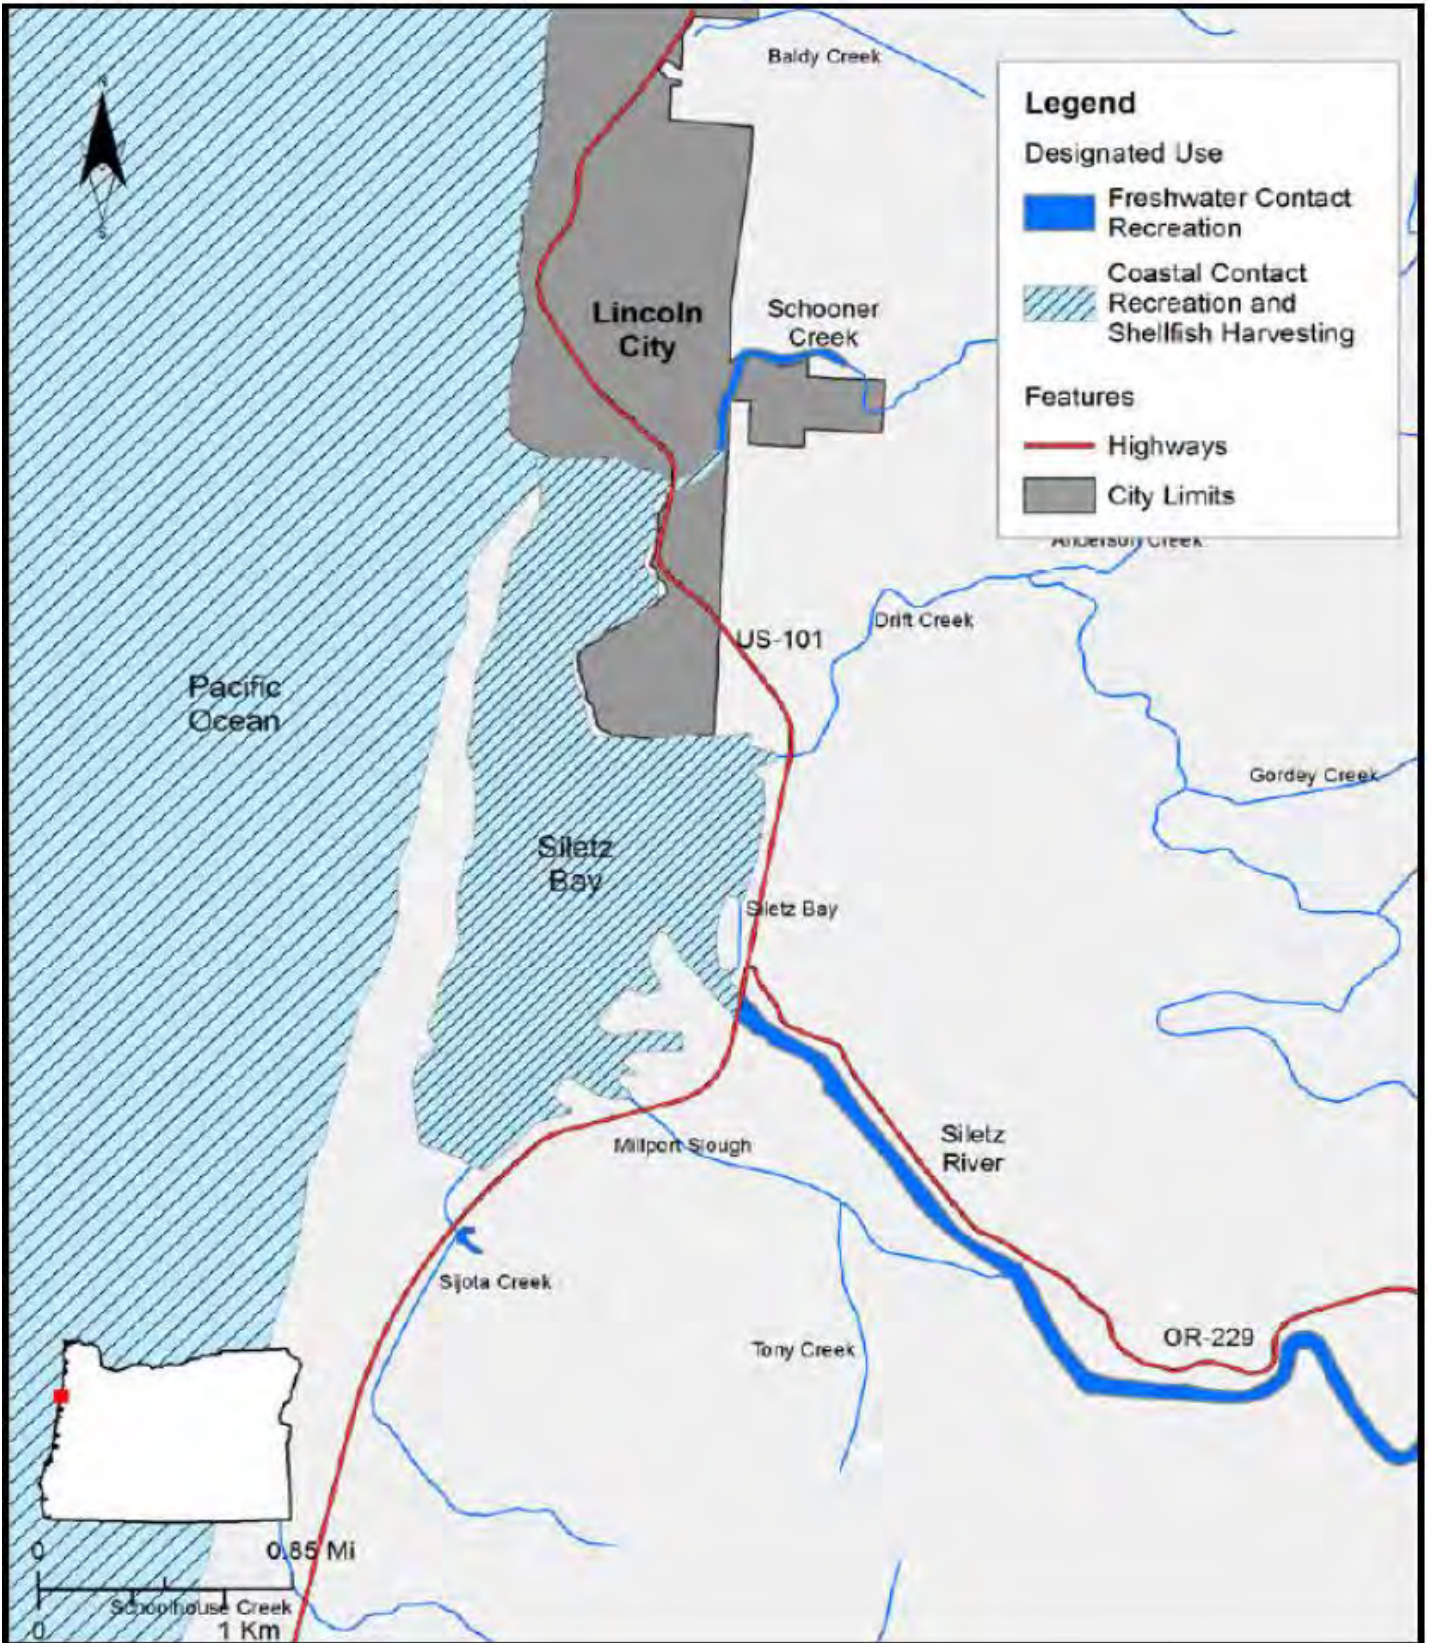 N
S
Baldy Creek
Legend
Designated Use
Freshwater Contact
Recreation
Coastal Contact
Recreation and
Shellfish Harvesting
Features
Highways
City Limits
Lincoln
City
Schooner
Creek
Anderson Creek
Drift Creek
US-101
Pacific
Ocean
Gordey Creek
Siletz
Bay
Siletz Bay
Siletz
River
Millport Slough
Sijota Creek
OR-229
Tony Creek
0
0.85 Mi
Schoolhouse Creek
0
1 Km